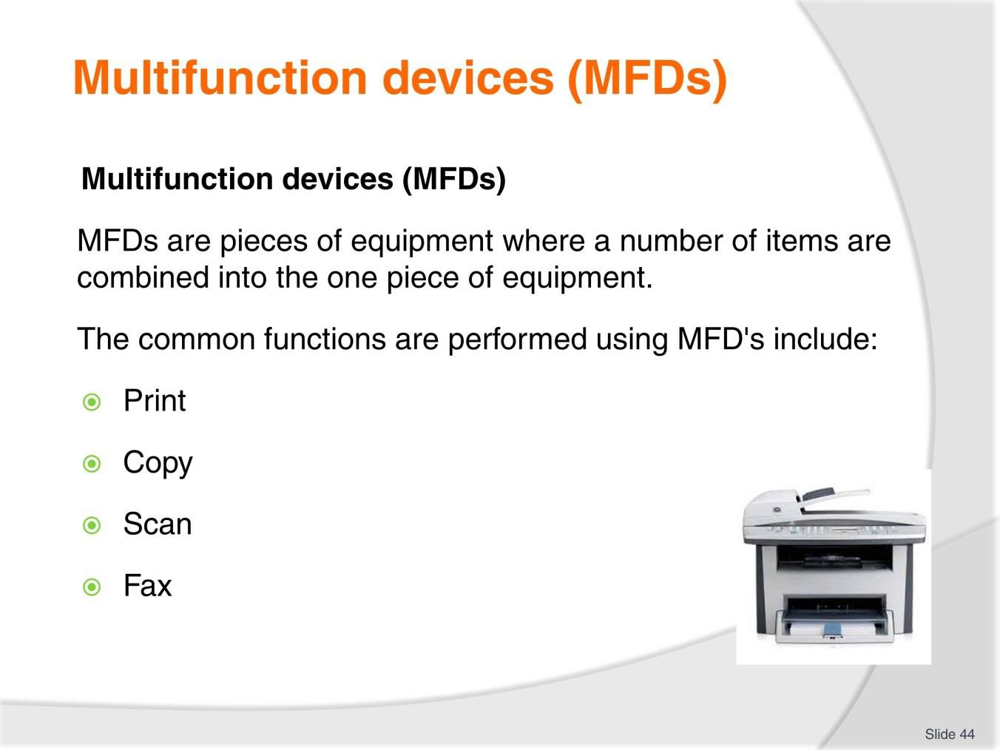 Multifunction devices (MFDs)
Multifunction devices (MFDs)
MFDs are pieces of equipment where a number of items are
combined into the one piece of equipment.
The common functions are performed using MFD's include:
Print
Copy
Scan
Fax
Slide 44